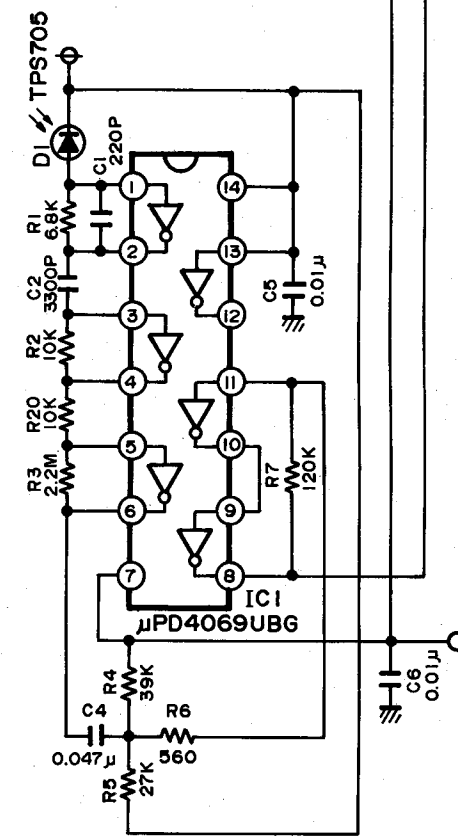 TPS705
D1
C1
220P
1
14
R1
6.8K
2
13
C2
3300P
C5
0.01μ
3
12
R2
10K
4
11
R20
10K
5
10
R3
2.2M
R7
120K
6
9
7
8
IC1
μPD4069UBG
R4
39K
C6
0.01μ
C4
0.047μ
R6
560
R5
27K